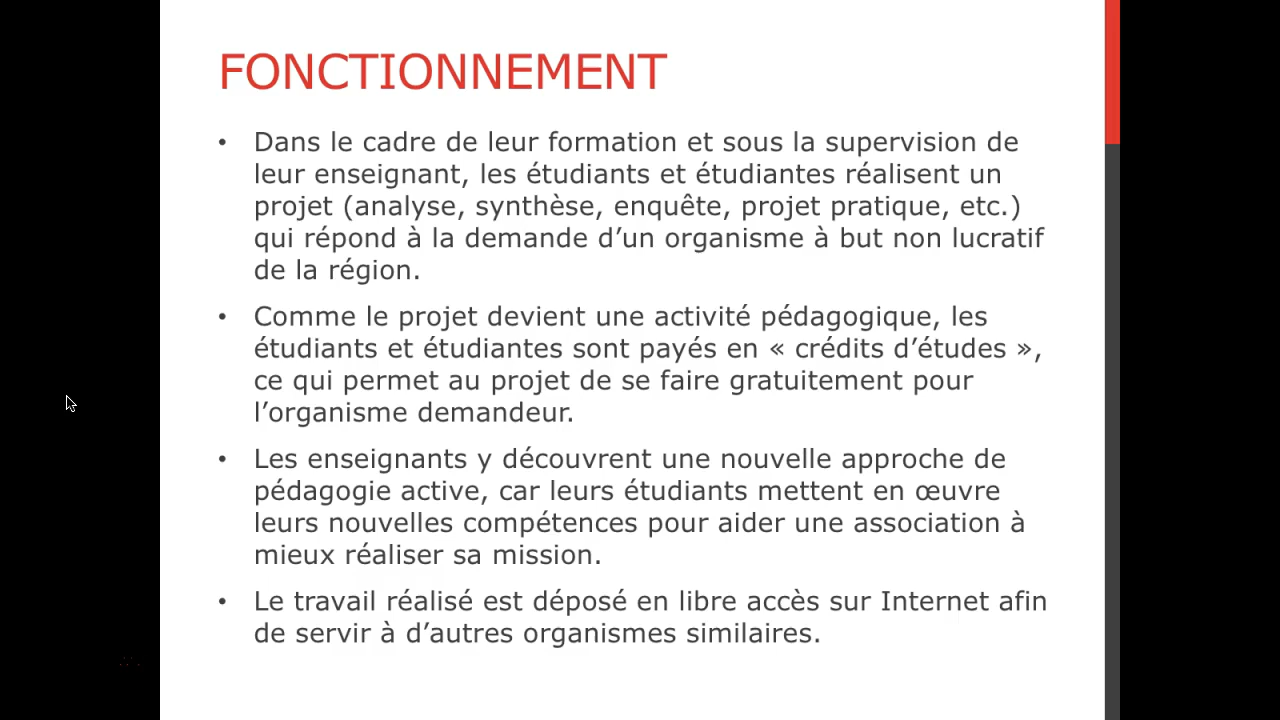 FONCTIONNEMENT
• Dans le cadre de leur formation et sous la supervision de
leur enseignant, les étudiants et étudiantes réalisent un
projet (analyse, synthèse, enquête, projet pratique, etc.)
qui répond à la demande d’un organisme à but non lucratif
de la région.
• Comme le projet devient une activité pédagogique, les
étudiants et étudiantes sont payés en « crédits d’études »,
ce qui permet au projet de se faire gratuitement pour
l’organisme demandeur.
• Les enseignants y découvrent une nouvelle approche de
pédagogie active, car leurs étudiants mettent en œuvre
leurs nouvelles compétences pour aider une association à
mieux réaliser sa mission.
• Le travail réalisé est déposé en libre accès sur Internet afin
de servir à d’autres organismes similaires.